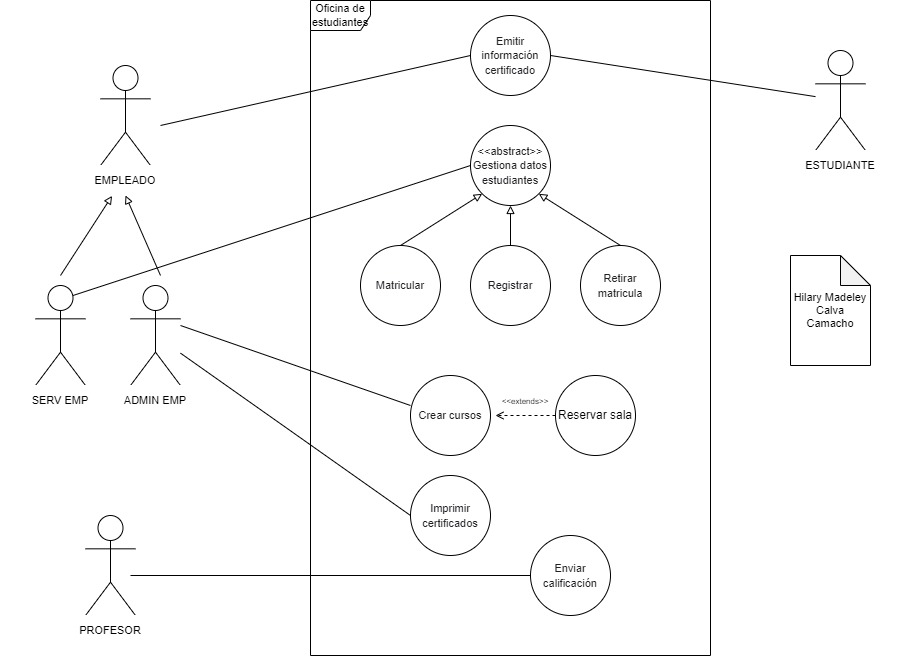 Oficina de
estudiantes
Emitir
información
certificado
EMPLEADO
ESTUDIANTE
<<abstract>>
Gestiona datos
estudiantes
Matricular
Registrar
Retirar
matricula
Hilary Madeley
Calva
Camacho
SERV EMP
ADMIN EMP
Crear cursos
<<extends>>
Reservar sala
Imprimir
certificados
Enviar
calificación
PROFESOR